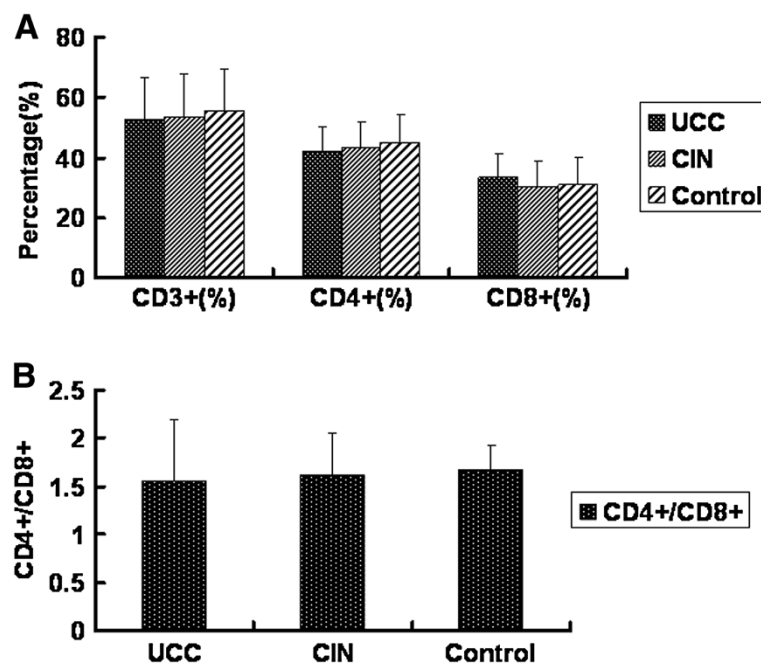 A
80
60
40
20
0
Percentage(%)
CD3+(%) CD4+(%) CD8+(%)
UCC
CIN
Control
B
2.5
2
1.5
1
0.5
0
CD4+/CD8+
UCC CIN Control
CD4+/CD8+